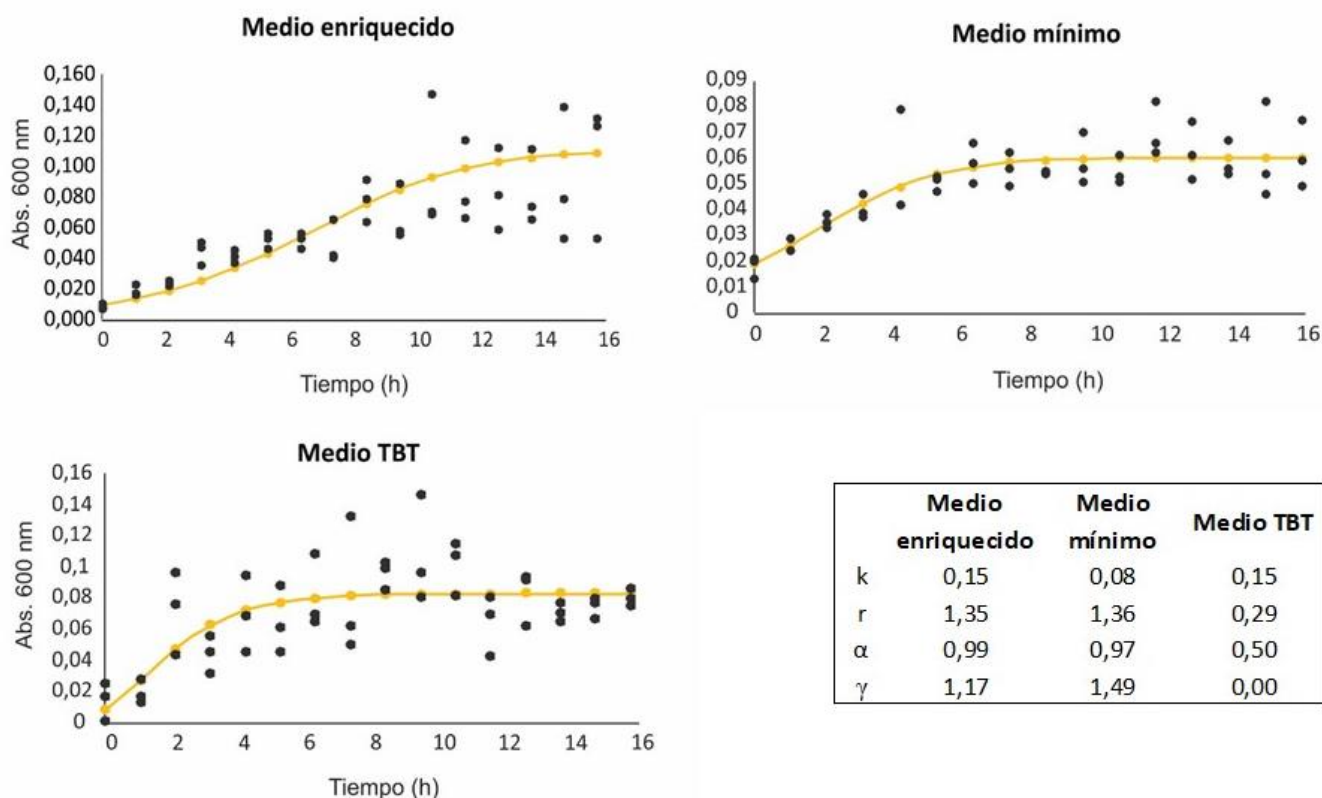 Medio enriquecido
0,160
0,140
0,120
0,100
0,080
0,060
0,040
0,020
0,000
Abs. 600 nm
0 2 4 6 8 10 12 14 16
Tiempo (h)
Medio mínimo
0,09
0,08
0,07
0,06
0,05
0,04
0,03
0,02
0,01
0
0 2 4 6 8 10 12 14 16
Tiempo (h)
Medio TBT
0,16
0,14
0,12
0,1
0,08
0,06
0,04
0,02
0
Abs. 600 nm
0 2 4 6 8 10 12 14 16
Tiempo (h)
Medio enriquecido Medio mínimo Medio TBT
k 0,15 0,08 0,15
r 1,35 1,36 0,29
α 0,99 0,97 0,50
γ 1,17 1,49 0,00